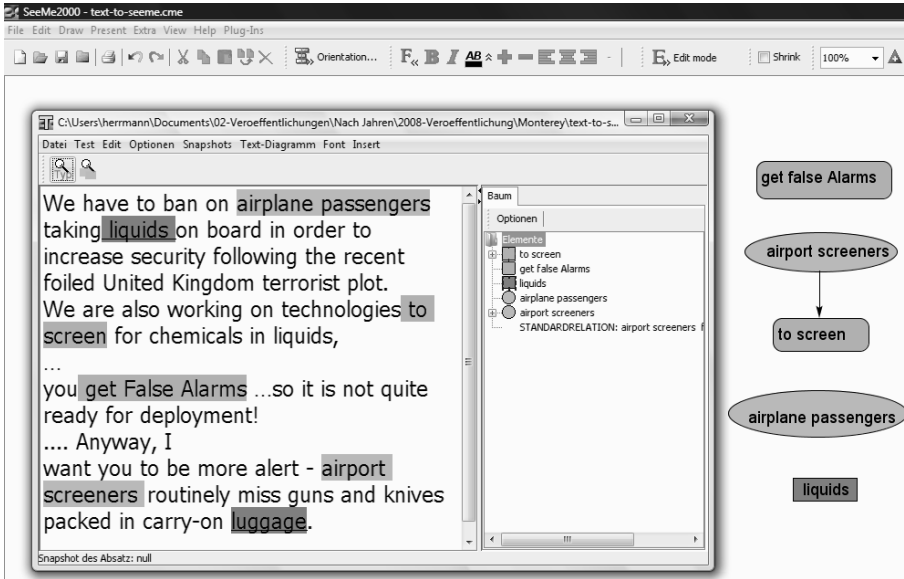 SeeMe2000 - text-to-seeme.cme
File Edit Draw Present Extra View Help Plug-Ins
Orientation... F B I AB Edit mode Shrink 100%
C:\Users\herrmann\Documents\02-Veroeffentlichungen\Nach Jahren\2008-Veroeffentlichung\Monterey\text-to-s...
Datei Test Edit Optionen Snapshots Text-Diagramm Font Insert
Typ
We have to ban on airplane passengers
taking liquids on board in order to
increase security following the recent
foiled United Kingdom terrorist plot.
We are also working on technologies to
screen for chemicals in liquids,
...
you get False Alarms ...so it is not quite
ready for deployment!
.... Anyway, I
want you to be more alert - airport
screeners routinely miss guns and knives
packed in carry-on luggage.
Snapshot des Absatz: null
Baum
Optionen
Elemente
to screen
get false Alarms
liquids
airplane passengers
airport screeners
STANDARDRELATION: airport screeners f
get false Alarms
airport screeners
to screen
airplane passengers
liquids